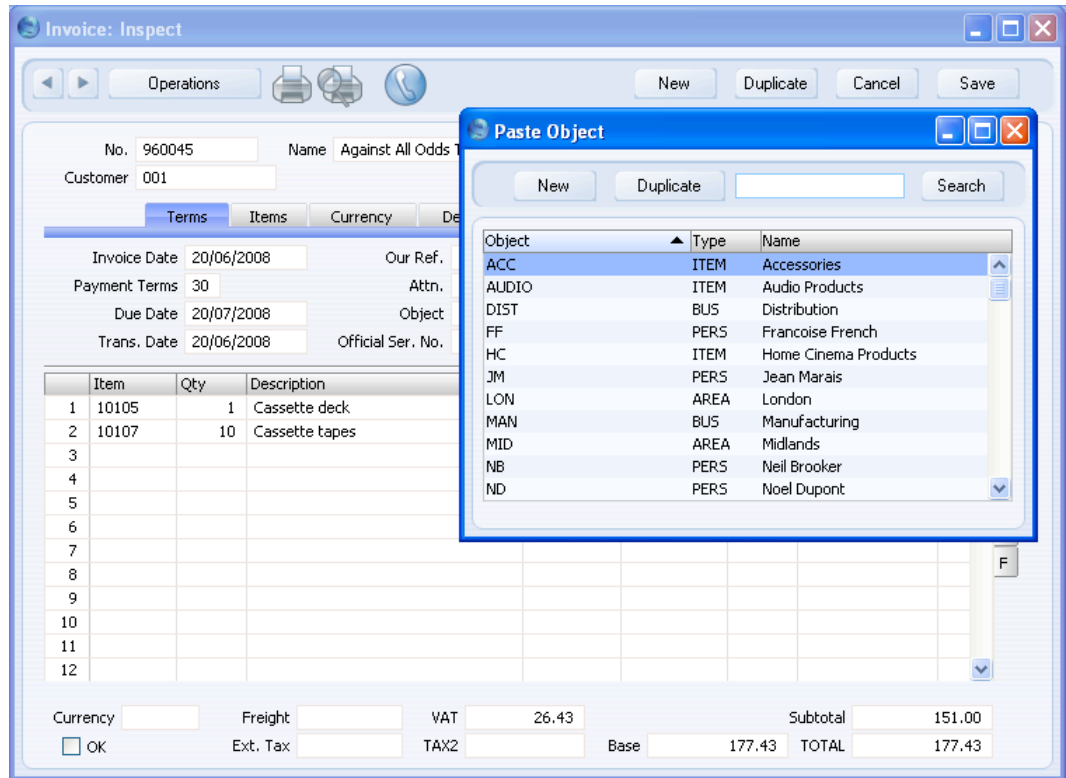 Invoice: Inspect
Operations New Duplicate Cancel Save
No. 960045 Name Against All Odds
Customer 001
Terms Items Currency De
Invoice Date 20/06/2008 Our Ref.
Payment Terms 30 Attn.
Due Date 20/07/2008 Object
Trans. Date 20/06/2008 Official Ser. No.
Item Qty Description
1 10105 1 Cassette deck
2 10107 10 Cassette tapes
3
4
5
6
7
8
9
10
11
12
F
Currency Freight VAT 26.43 Subtotal 151.00
OK Ext. Tax TAX2 Base 177.43 TOTAL 177.43
Paste Object
New Duplicate Search
Object Type Name
ACC ITEM Accessories
AUDIO ITEM Audio Products
DIST BUS Distribution
FF PERS Francoise French
HC ITEM Home Cinema Products
JM PERS Jean Marais
LON AREA London
MAN BUS Manufacturing
MID AREA Midlands
NB PERS Neil Brooker
ND PERS Noel Dupont